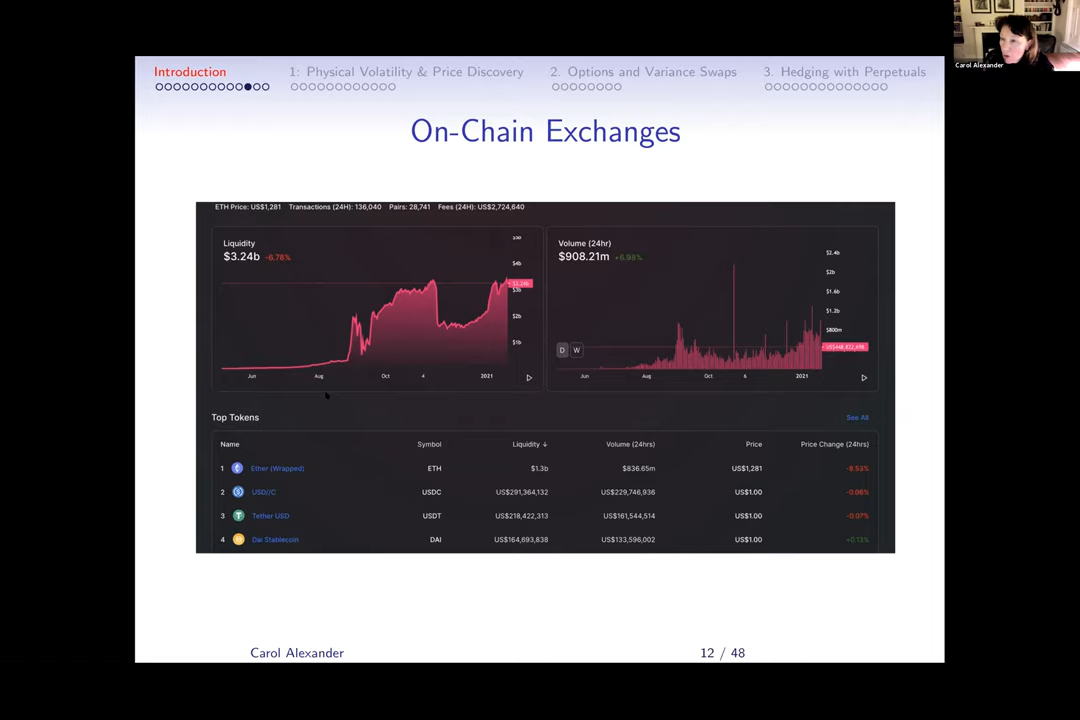 Carol Alexander
Introduction
1: Physical Volatility & Price Discovery
2. Options and Variance Swaps
3. Hedging with Perpetuals
On-Chain Exchanges
ETH Price: US$1,281 Transactions (24H): 136,040 Pairs: 28,741 Fees (24H): US$2,724,640
Liquidity
$3.24b -6.78%
$4b
$3.24b
$3b
$2b
$1b
Jun Aug Oct 4 2021
Volume (24hr)
$908.21m +6.98%
$2.4b
$2b
$1.6b
$1.2b
$800m
D W
Jun Aug Oct 6 2021
Top Tokens See All
Name Symbol Liquidity ↓ Volume (24hrs) Price Price Change (24hrs)
1 Ether (Wrapped) ETH $1.3b $836.65m US$1,281 -8.53%
2 USD//C USDC US$291,364,132 US$229,746,936 US$1.00 -0.06%
3 Tether USD USDT US$218,422,313 US$161,544,514 US$1.00 -0.07%
4 Dai Stablecoin DAI US$164,693,838 US$133,596,002 US$1.00 +0.13%
Carol Alexander 12 / 48